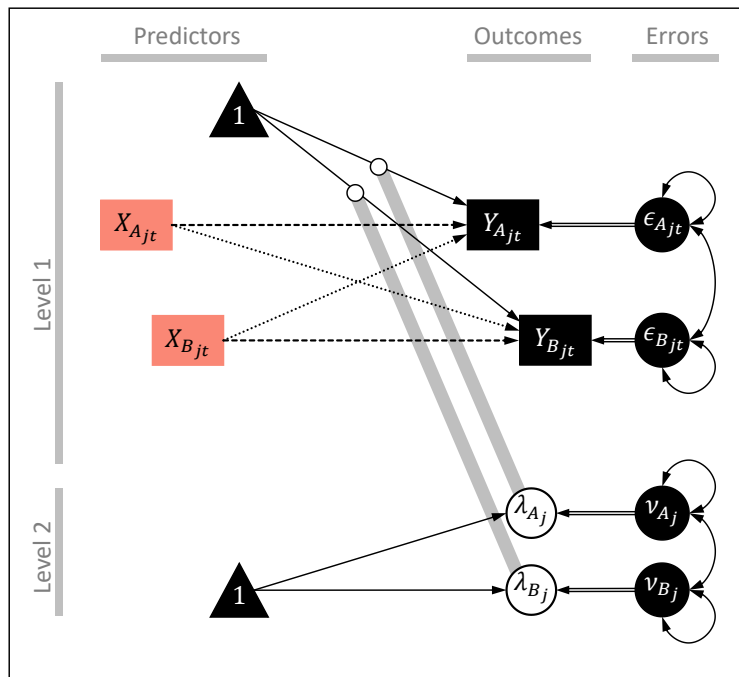 Predictors Outcomes Errors
Level 1
1
X_{A_{jt}} Y_{A_{jt}} ϵ_{A_{jt}}
X_{B_{jt}} Y_{B_{jt}} ϵ_{B_{jt}}
Level 2
λ_{A_j} ν_{A_j}
1 λ_{B_j} ν_{B_j}